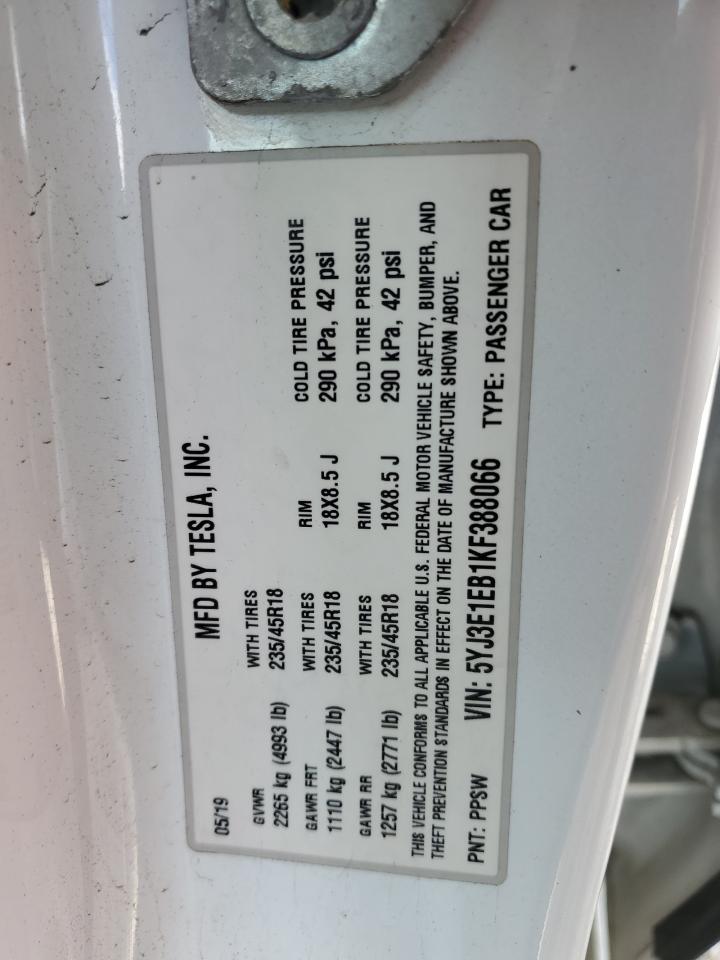 MFD BY TESLA, INC.
05/19
GVWR WITH TIRES
2265 kg (4993 lb) 235/45R18
GAWR FRT WITH TIRES RIM COLD TIRE PRESSURE
1110 kg (2447 lb) 235/45R18 18X8.5 J 290 kPa, 42 psi
GAWR RR WITH TIRES RIM COLD TIRE PRESSURE
1257 kg (2771 lb) 235/45R18 18X8.5 J 290 kPa, 42 psi
THIS VEHICLE CONFORMS TO ALL APPLICABLE U.S. FEDERAL MOTOR VEHICLE SAFETY, BUMPER, AND
THEFT PREVENTION STANDARDS IN EFFECT ON THE DATE OF MANUFACTURE SHOWN ABOVE.
PNT: PPSW VIN: 5YJ3E1EB1KF388066 TYPE: PASSENGER CAR